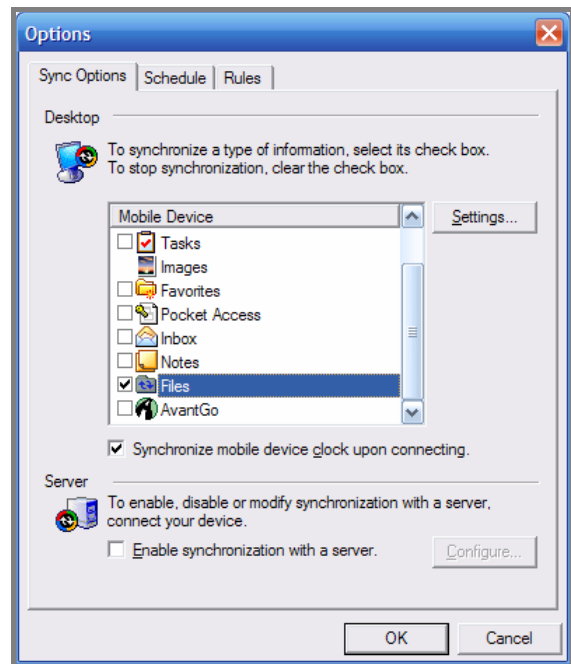 Options
Sync Options Schedule Rules
Desktop
To synchronize a type of information, select its check box.
To stop synchronization, clear the check box.
Mobile Device
Settings...
Tasks
Images
Favorites
Pocket Access
Inbox
Notes
Files
AvantGo
Synchronize mobile device clock upon connecting.
Server
To enable, disable or modify synchronization with a server,
connect your device.
Enable synchronization with a server.
Configure...
OK Cancel